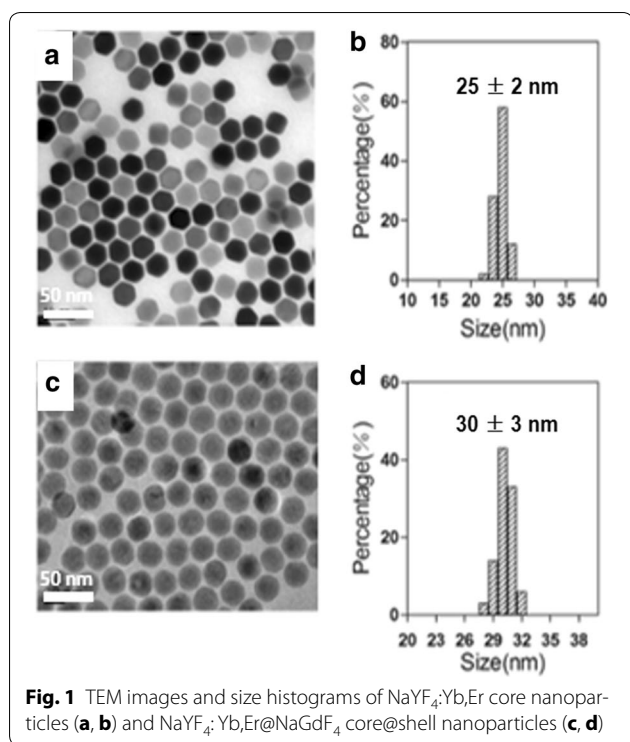 a
50 nm
b
80
60
40
20
0
Percentage(%)
25 ± 2 nm
10 15 20 25 30 35 40
Size(nm)
c
50 nm
d
60
40
20
0
Percentage(%)
30 ± 3 nm
20 23 26 29 32 35 38
Size(nm)
Fig. 1 TEM images and size histograms of NaYF₄:Yb,Er core nanopar-
ticles (a, b) and NaYF₄: Yb,Er@NaGdF₄ core@shell nanoparticles (c, d)